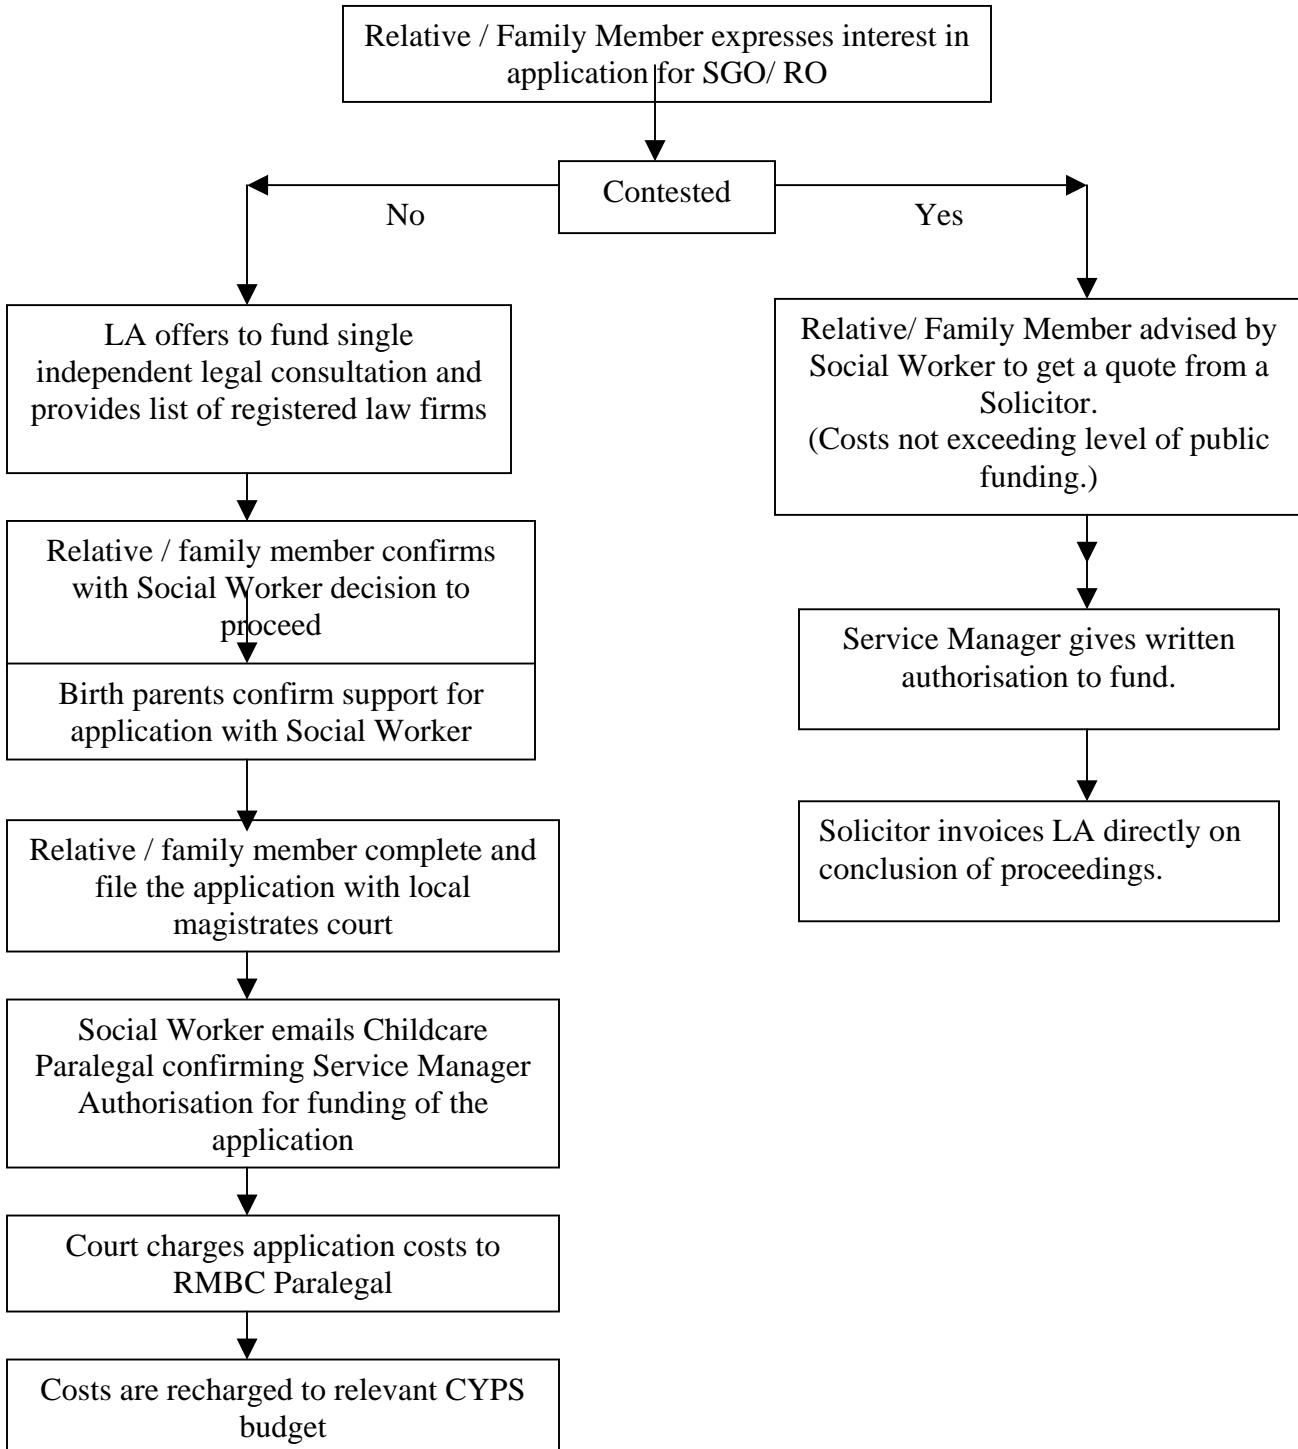 Relative / Family Member expresses interest in
application for SGO/ RO
Contested
No
Yes
LA offers to fund single
independent legal consultation and
provides list of registered law firms
Relative / family member confirms
with Social Worker decision to
proceed
Birth parents confirm support for
application with Social Worker
Relative / family member complete and
file the application with local
magistrates court
Social Worker emails Childcare
Paralegal confirming Service Manager
Authorisation for funding of the
application
Court charges application costs to
RMBC Paralegal
Costs are recharged to relevant CYPS
budget
Relative/ Family Member advised by
Social Worker to get a quote from a
Solicitor.
(Costs not exceeding level of public
funding.)
Service Manager gives written
authorisation to fund.
Solicitor invoices LA directly on
conclusion of proceedings.